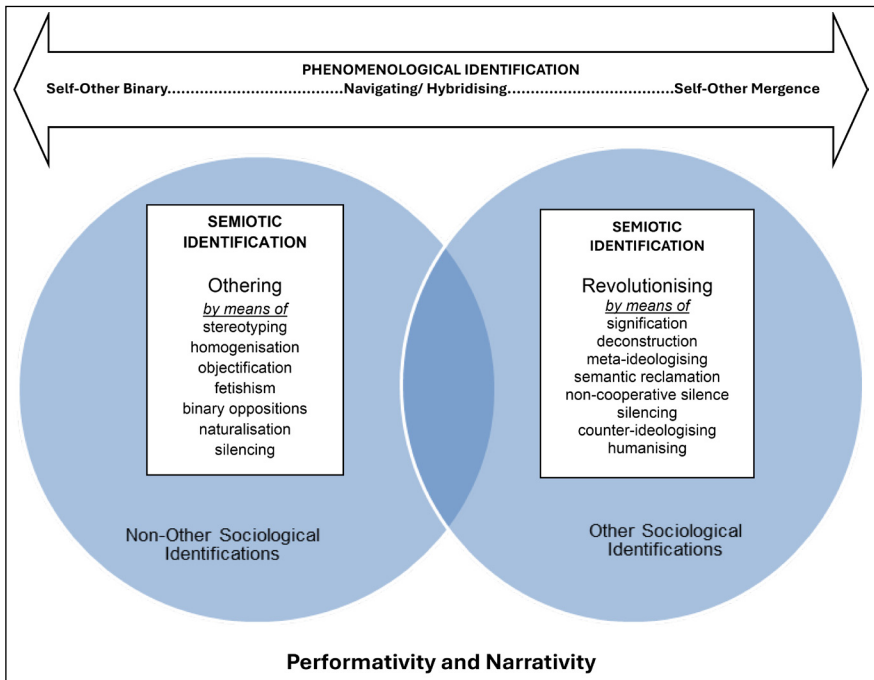 PHENOMENOLOGICAL IDENTIFICATION
Self-Other Binary.......................................Navigating/ Hybridising.....................................Self-Other Mergence
SEMIOTIC
IDENTIFICATION
Othering
by means of
stereotyping
homogenisation
objectification
fetishism
binary oppositions
naturalisation
silencing
Non-Other Sociological
Identifications
SEMIOTIC
IDENTIFICATION
Revolutionising
by means of
signification
deconstruction
meta-ideologising
semantic reclamation
non-cooperative silence
silencing
counter-ideologising
humanising
Other Sociological
Identifications
Performativity and Narrativity